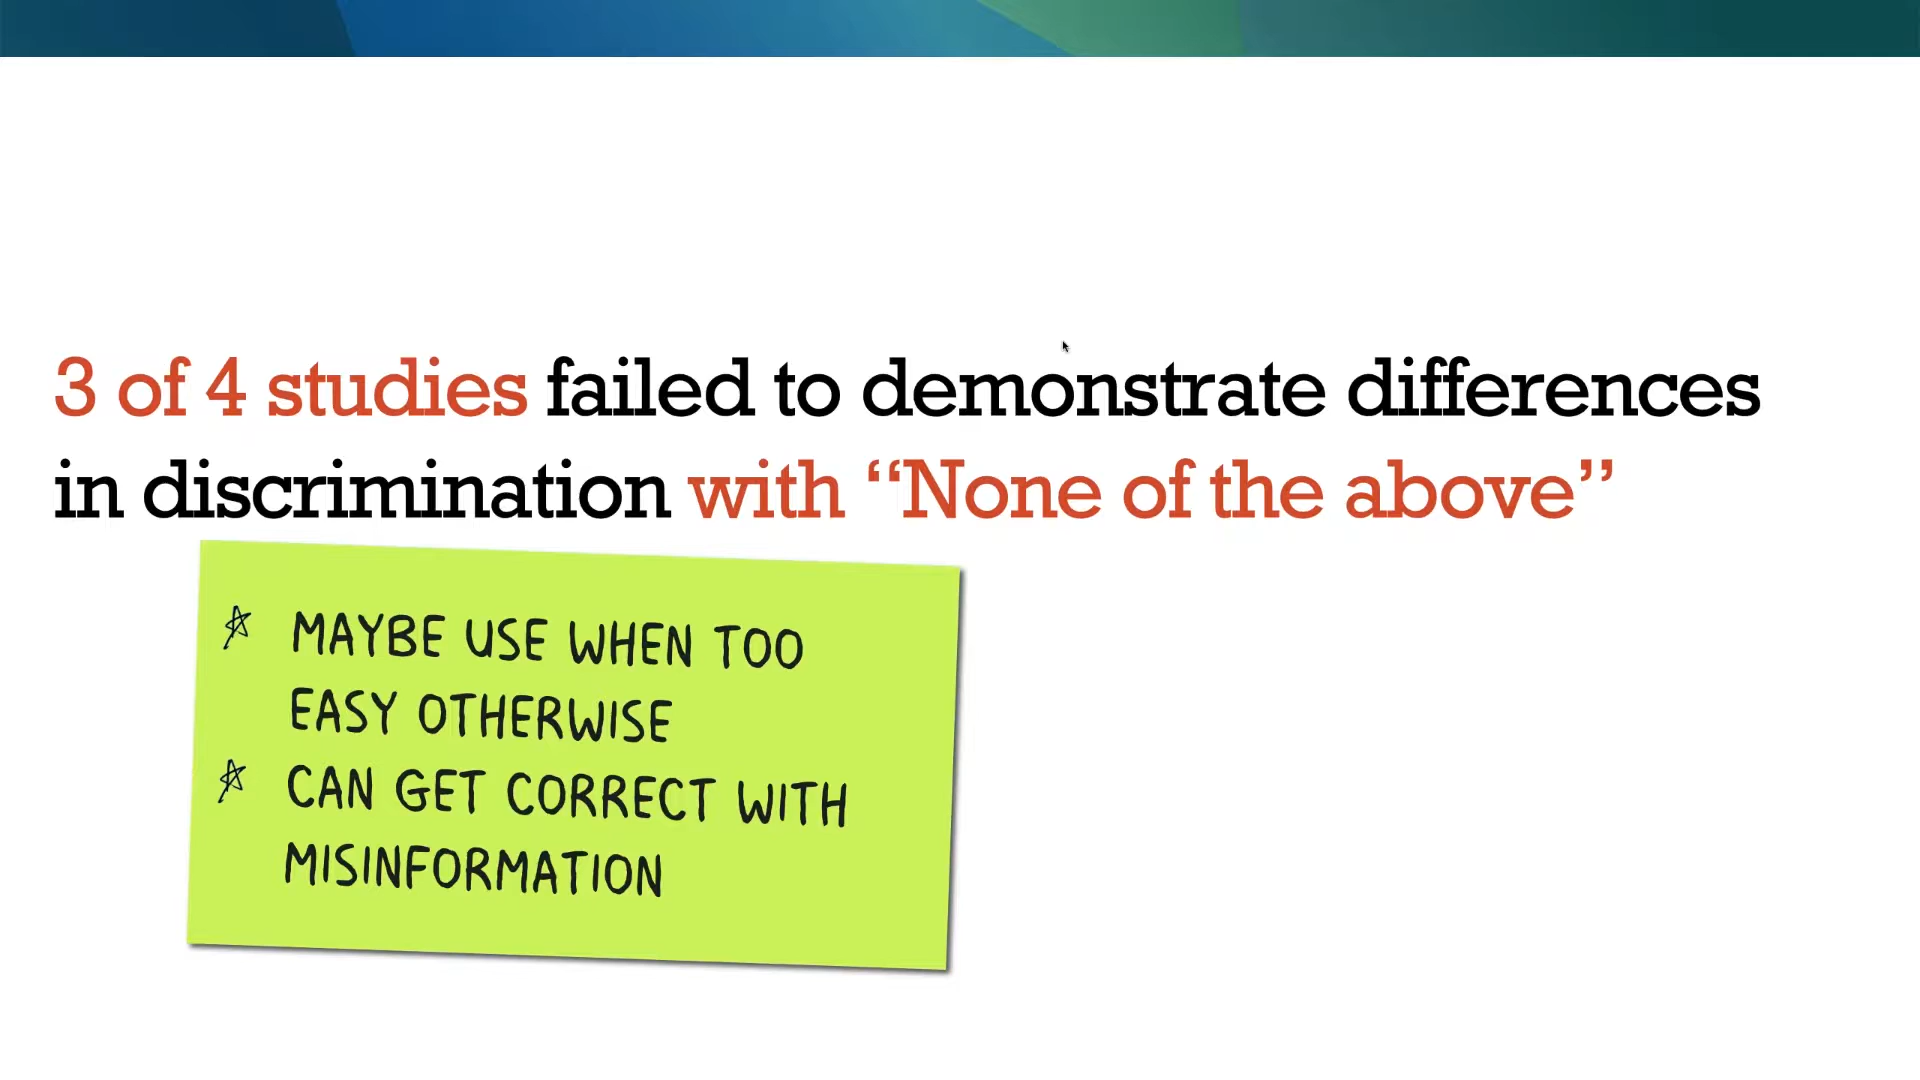 3 of 4 studies failed to demonstrate differences
in discrimination with “None of the above”
MAYBE USE WHEN TOO
EASY OTHERWISE
CAN GET CORRECT WITH
MISINFORMATION